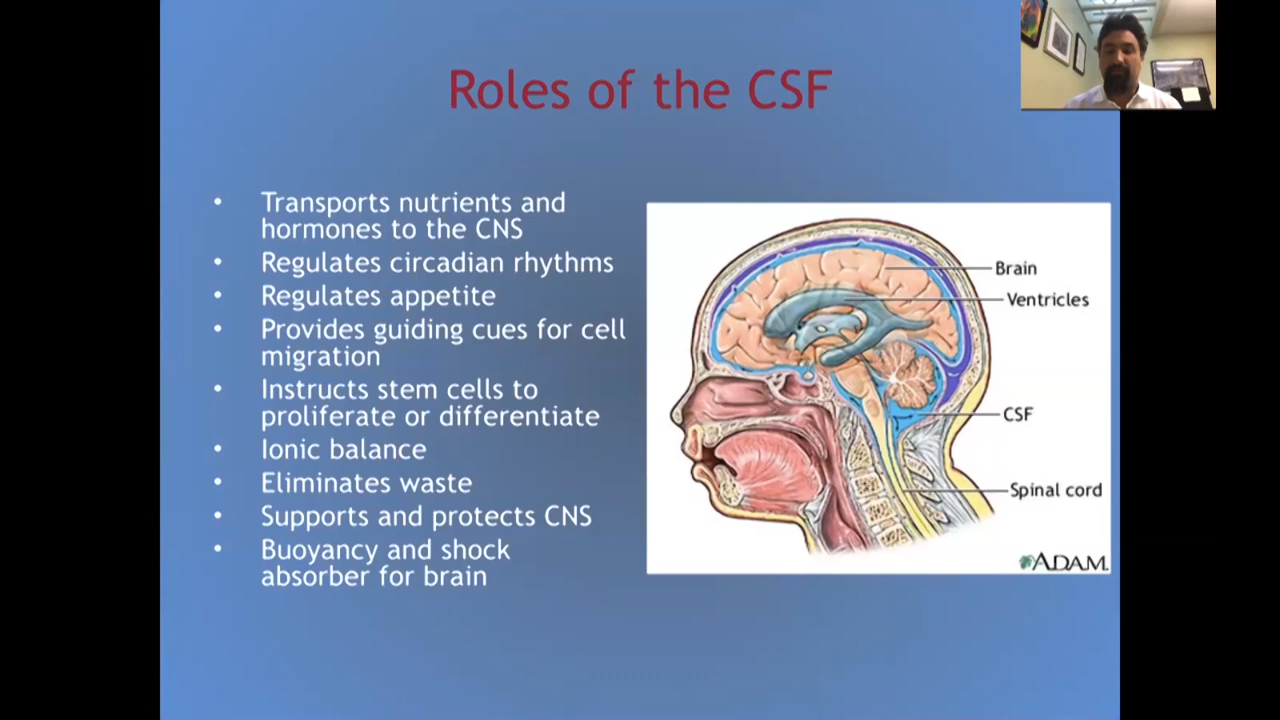 Roles of the CSF
• Transports nutrients and
hormones to the CNS
• Regulates circadian rhythms
• Regulates appetite
• Provides guiding cues for cell
migration
• Instructs stem cells to
proliferate or differentiate
• Ionic balance
• Eliminates waste
• Supports and protects CNS
• Buoyancy and shock
absorber for brain
Brain
Ventricles
CSF
Spinal cord
ADAM.